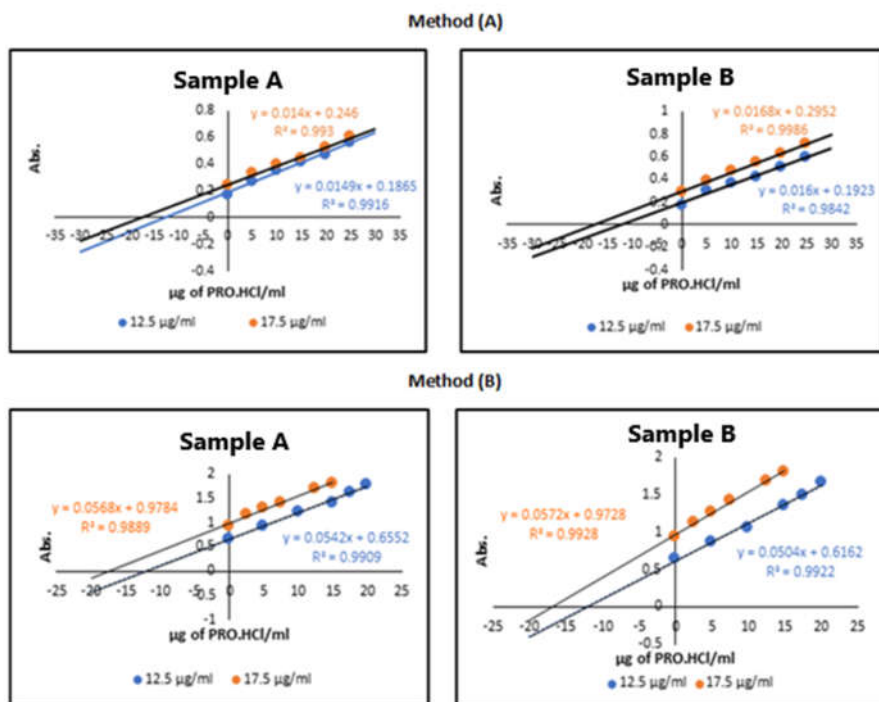 Method (A)
Sample A
0.8
y = 0.014x + 0.246
R² = 0.993
0.6
0.4
0.2
y = 0.0149x + 0.1865
R² = 0.9916
0
-35 -30 -25 -20 -15 -10 -5 0 5 10 15 20 25 30 35
-0.2
-0.4
Abs.
µg of PRO.HCl/ml
12.5 µg/ml 17.5 µg/ml
Sample B
1
y = 0.0168x + 0.2952
R² = 0.9986
0.8
0.6
0.4
0.2
y = 0.016x + 0.1923
R² = 0.9842
0
-35 -30 -25 -20 -15 -10 -5 0 5 10 15 20 25 30 35
-0.2
-0.4
Abs.
µg of PRO.HCl/ml
12.5 µg/ml 17.5 µg/ml
Method (B)
Sample A
2
y = 0.0568x + 0.9784
R² = 0.9889
1.5
1
0.5
y = 0.0542x + 0.6552
R² = 0.9909
0
-25 -20 -15 -10 -5 0 5 10 15 20 25
-0.5
-1
Abs.
µg of PRO.HCl/ml
12.5 µg/ml 17.5 µg/ml
Sample B
2
y = 0.0572x + 0.9728
R² = 0.9928
1.5
1
0.5
y = 0.0504x + 0.6162
R² = 0.9922
0
-25 -20 -15 -10 -5 0 5 10 15 20 25
-0.5
Abs.
µg of PRO.HCl/ml
12.5 µg/ml 17.5 µg/ml